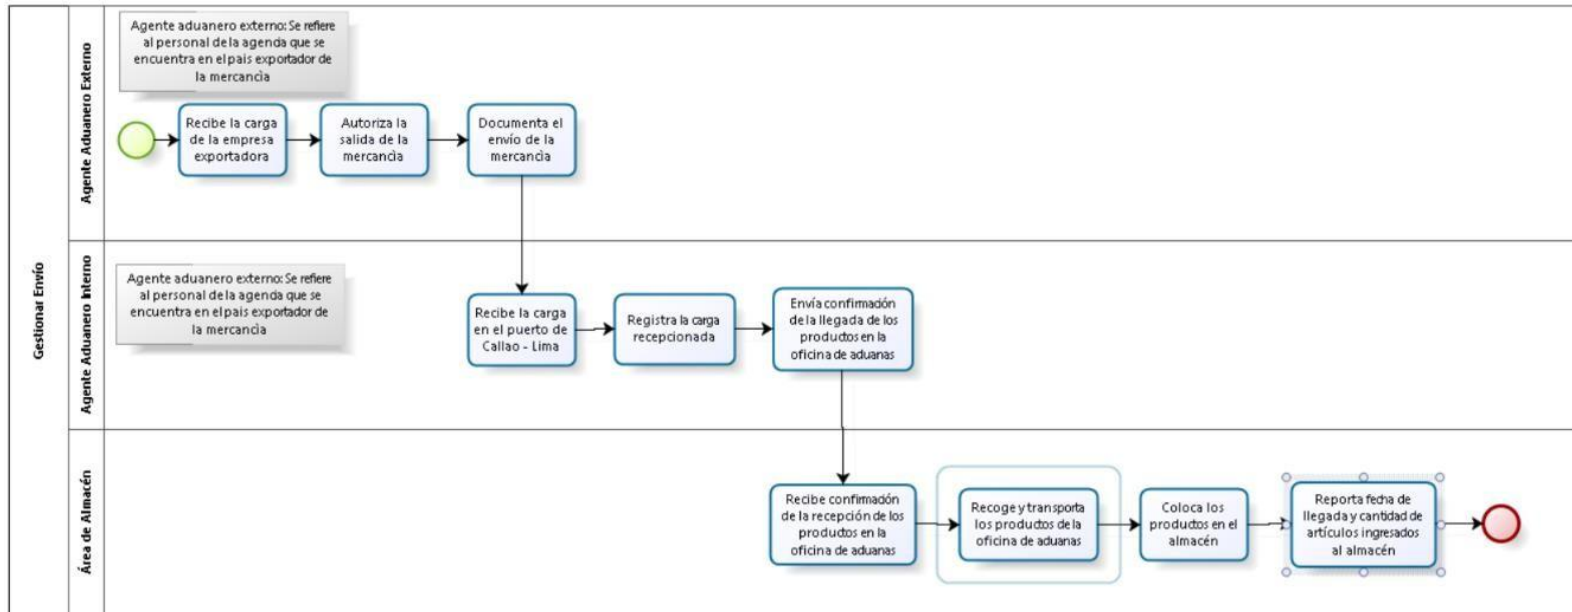 Gestionar Envío
Agente Aduanero Externo
Agente aduanero externo: Se refiere
al personal de la agencia que se
encuentra en el pais exportador de
la mercancìa
Recibe la carga
de la empresa
exportadora
Autoriza la
salida de la
mercancìa
Documenta el
envío de la
mercancìa
Agente Aduanero Interno
Agente aduanero externo: Se refiere
al personal de la agencia que se
encuentra en el pais exportador de
la mercancìa
Recibe la carga
en el puerto de
Callao - Lima
Registra la carga
recepcionada
Envía confirmación
de la llegada de los
productos en la
oficina de aduanas
Área de Almacén
Recibe confirmación
de la recepción de los
productos en la
oficina de aduanas
Recoge y transporta
los productos de la
oficina de aduanas
Coloca los
productos en el
almacén
Reporta fecha de
llegada y cantidad de
artículos ingresados
al almacén